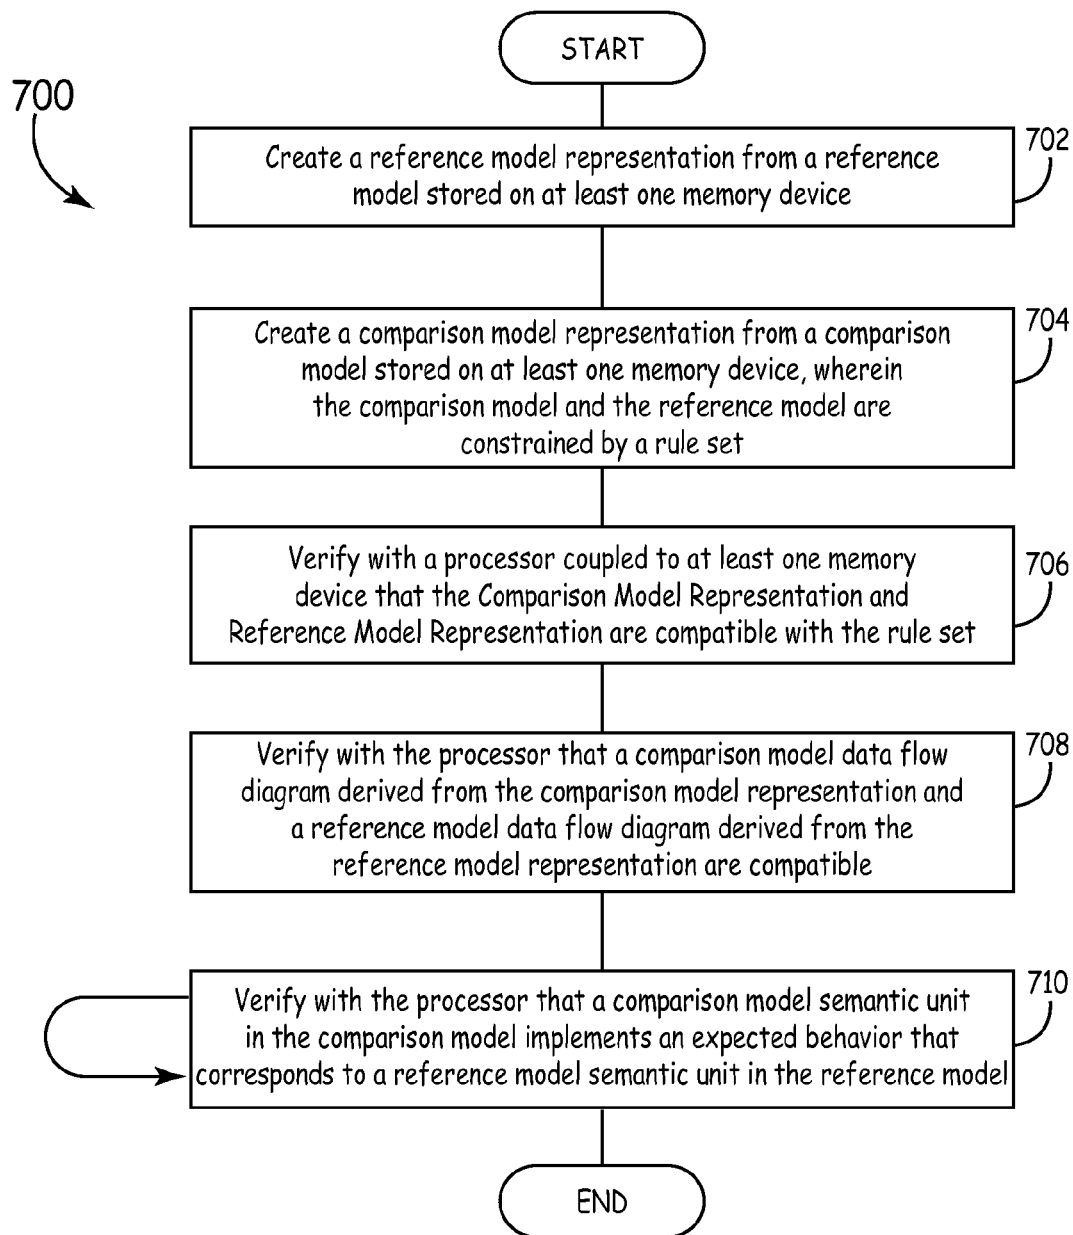 START
700
702
Create a reference model representation from a reference
model stored on at least one memory device
704
Create a comparison model representation from a comparison
model stored on at least one memory device, wherein
the comparison model and the reference model are
constrained by a rule set
706
Verify with a processor coupled to at least one memory
device that the Comparison Model Representation and
Reference Model Representation are compatible with the rule set
708
Verify with the processor that a comparison model data flow
diagram derived from the comparison model representation and
a reference model data flow diagram derived from the
reference model representation are compatible
710
Verify with the processor that a comparison model semantic unit
in the comparison model implements an expected behavior that
corresponds to a reference model semantic unit in the reference model
END